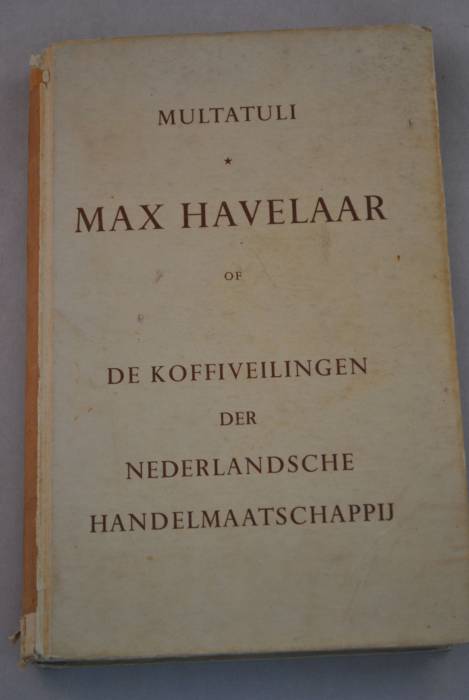 MULTATULI
★
MAX HAVELAAR
OF
DE KOFFIVEILINGEN
DER
NEDERLANDSCHE
HANDELMAATSCHAPPIJ